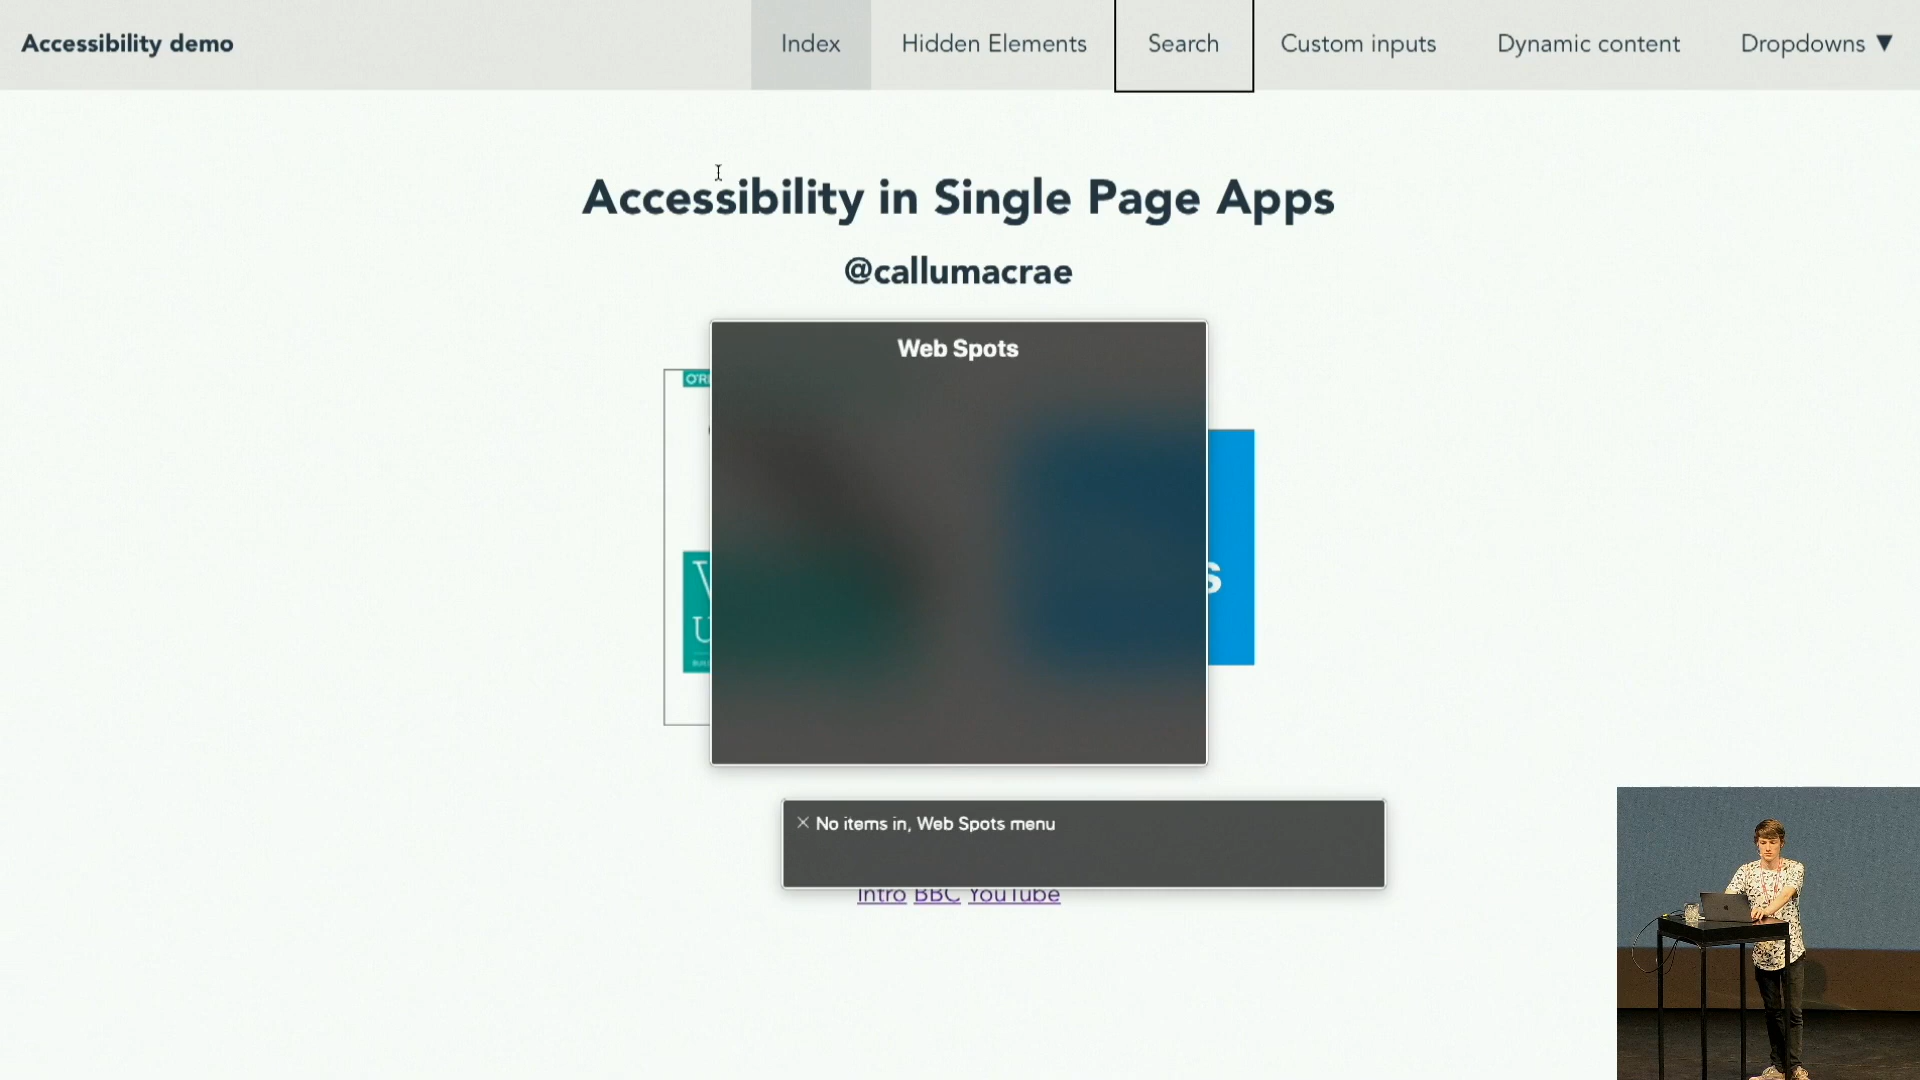 Accessibility demo
Index
Hidden Elements
Search
Custom inputs
Dynamic content
Dropdowns ▼
Accessibility in Single Page Apps
@callumacrae
Web Spots
× No items in, Web Spots menu
Intro BBC YouTube